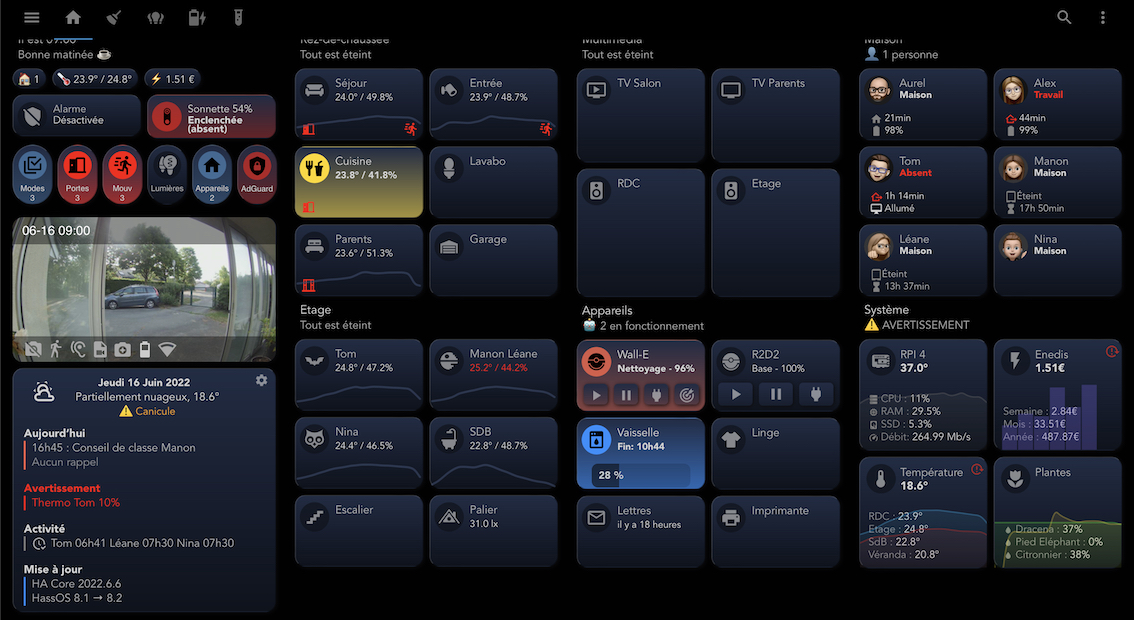 Il est 09:00
Bonne matinée
1
23.9° / 24.8°
1.51 €
Alarme
Désactivée
Sonnette 54%
Enclenchée
(absent)
Modes
3
Portes
3
Mouv
3
Lumières
Appareils
2
AdGuard
06-16 09:00
Jeudi 16 Juin 2022
Partiellement nuageux, 18.6°
Canicule
Aujourd'hui
16h45 : Conseil de classe Manon
Aucun rappel
Avertissement
Thermo Tom 10%
Activité
Tom 06h41 Léane 07h30 Nina 07h30
Mise à jour
HA Core 2022.6.6
HassOS 8.1 → 8.2
Rez-de-chaussée
Tout est éteint
Séjour
24.0° / 49.8%
Entrée
23.9° / 48.7%
Cuisine
23.8° / 41.8%
Lavabo
Parents
23.6° / 51.3%
Garage
Etage
Tout est éteint
Tom
24.8° / 47.2%
Manon Léane
25.2° / 44.2%
Nina
24.4° / 46.5%
SDB
22.8° / 48.7%
Escalier
Palier
31.0 lx
Multimédia
Tout est éteint
TV Salon
TV Parents
RDC
Etage
Appareils
2 en fonctionnement
Wall-E
Nettoyage - 96%
R2D2
Base - 100%
Vaisselle
Fin: 10h44
28 %
Linge
Lettres
il y a 18 heures
Imprimante
Maison
1 personne
Aurel
Maison
21min
98%
Alex
Travail
44min
99%
Tom
Absent
1h 14min
Allumé
Manon
Maison
Éteint
17h 50min
Léane
Maison
Éteint
13h 37min
Nina
Maison
Système
AVERTISSEMENT
RPI 4
37.0°
CPU : 11%
RAM : 29.5%
SSD : 5.3%
Débit: 264.99 Mb/s
Enedis
1.51€
Semaine : 2.84€
Mois : 33.51€
Année : 487.87€
Température
18.6°
RDC : 23.9°
Etage : 24.8°
SdB : 22.8°
Véranda : 20.8°
Plantes
Dracena : 37%
Pied Eléphant : 0%
Citronnier : 38%